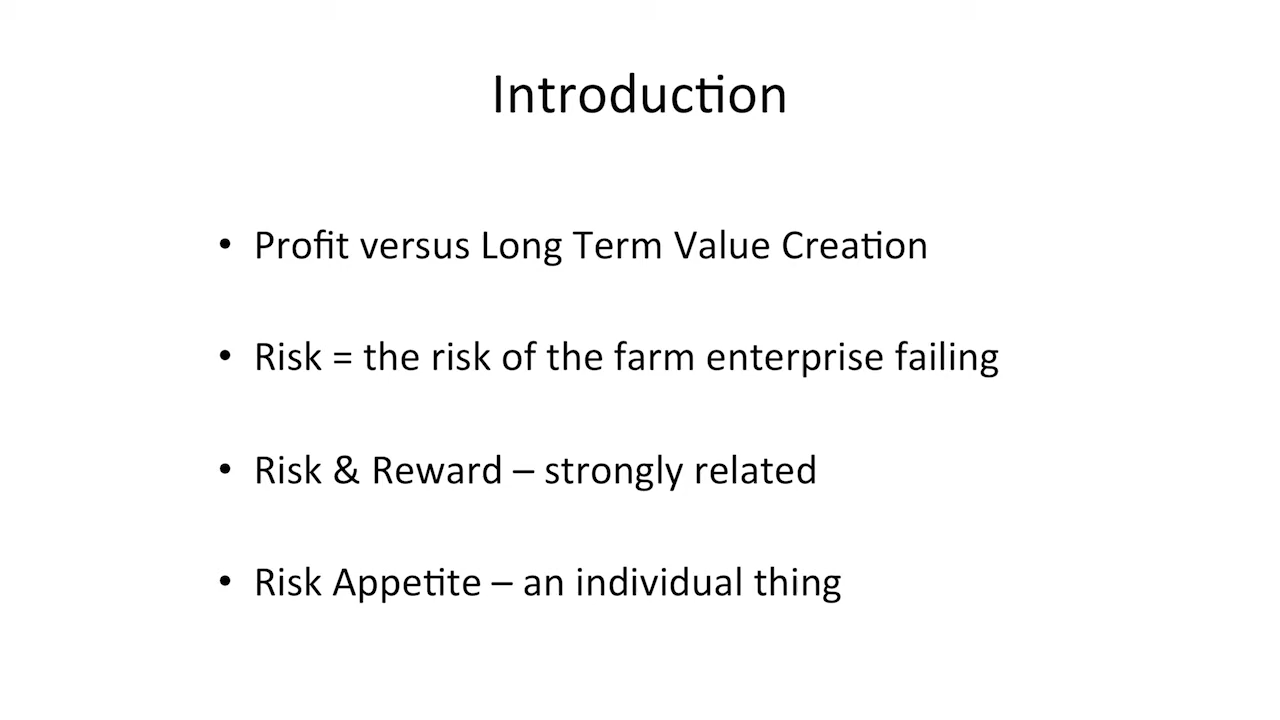 Introduction
• Profit versus Long Term Value Creation
• Risk = the risk of the farm enterprise failing
• Risk & Reward – strongly related
• Risk Appetite – an individual thing